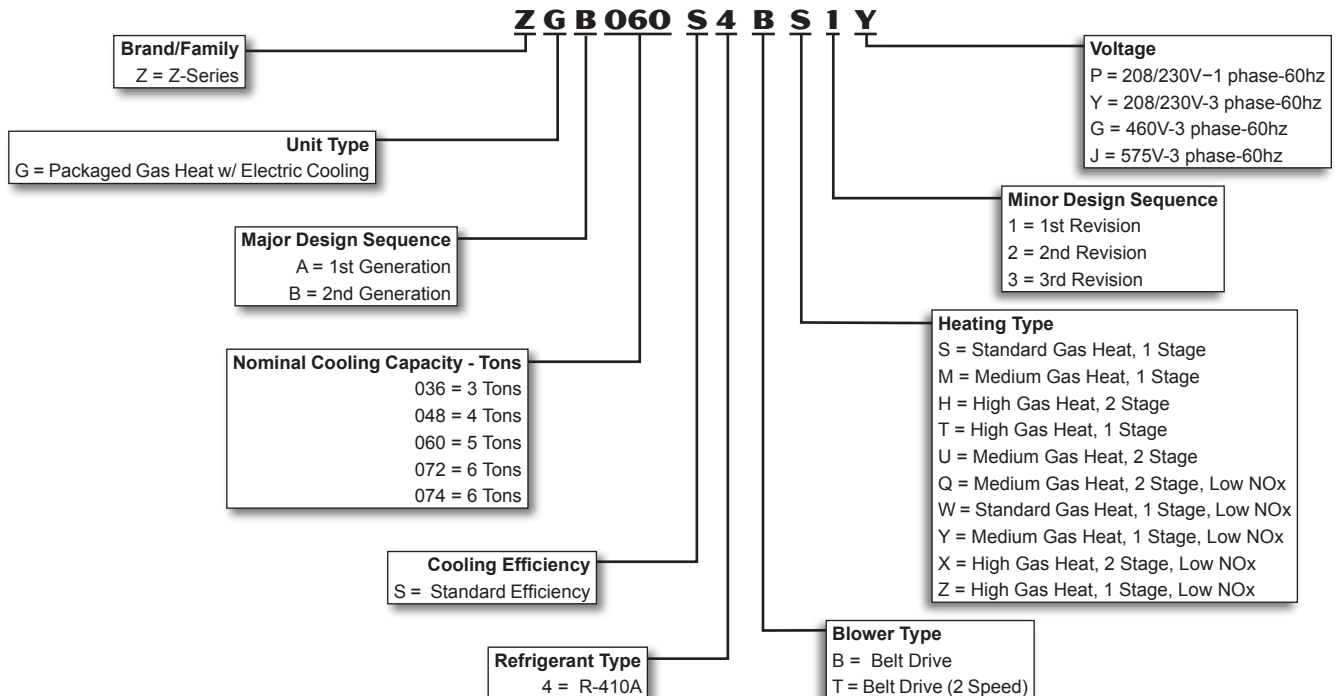 Z G B 060 S 4 B S 1 Y
Brand/Family
Z = Z-Series
Unit Type
G = Packaged Gas Heat w/ Electric Cooling
Major Design Sequence
A = 1st Generation
B = 2nd Generation
Nominal Cooling Capacity - Tons
036 = 3 Tons
048 = 4 Tons
060 = 5 Tons
072 = 6 Tons
074 = 6 Tons
Cooling Efficiency
S = Standard Efficiency
Refrigerant Type
4 = R-410A
Voltage
P = 208/230V−1 phase-60hz
Y = 208/230V-3 phase-60hz
G = 460V-3 phase-60hz
J = 575V-3 phase-60hz
Minor Design Sequence
1 = 1st Revision
2 = 2nd Revision
3 = 3rd Revision
Heating Type
S = Standard Gas Heat, 1 Stage
M = Medium Gas Heat, 1 Stage
H = High Gas Heat, 2 Stage
T = High Gas Heat, 1 Stage
U = Medium Gas Heat, 2 Stage
Q = Medium Gas Heat, 2 Stage, Low NOx
W = Standard Gas Heat, 1 Stage, Low NOx
Y = Medium Gas Heat, 1 Stage, Low NOx
X = High Gas Heat, 2 Stage, Low NOx
Z = High Gas Heat, 1 Stage, Low NOx
Blower Type
B = Belt Drive
T = Belt Drive (2 Speed)